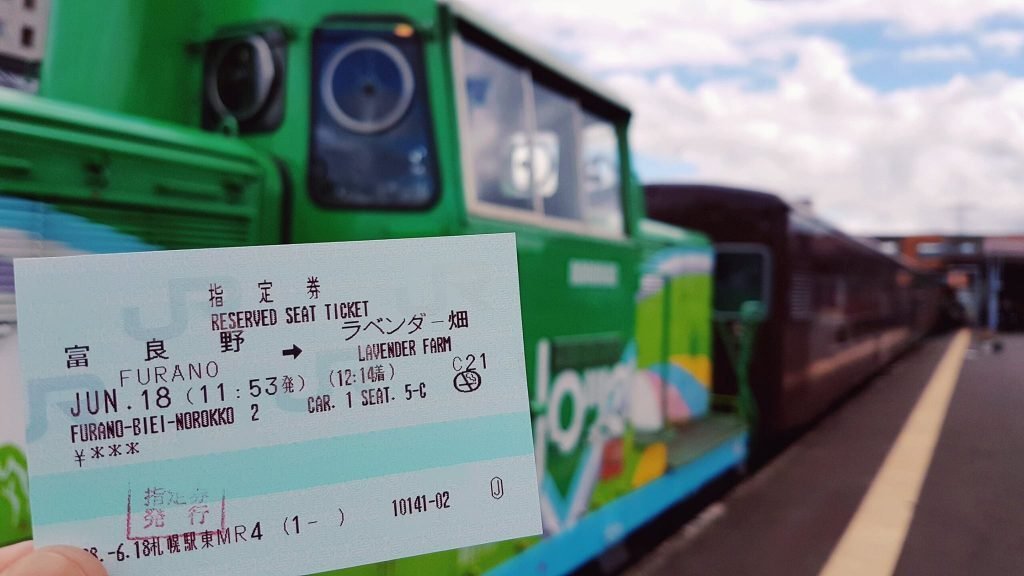 指定券
RESERVED SEAT TICKET
富良野 ➡ ラベンダー畑
FURANO LAVENDER FARM
JUN.18 (11:53発) (12:14着) C21
FURANO-BIEI-NOROKKO 2 CAR. 1 SEAT. 5-C
¥***
指定券
発行
-6.18札幌駅東MR4 (1- ) 10141-02